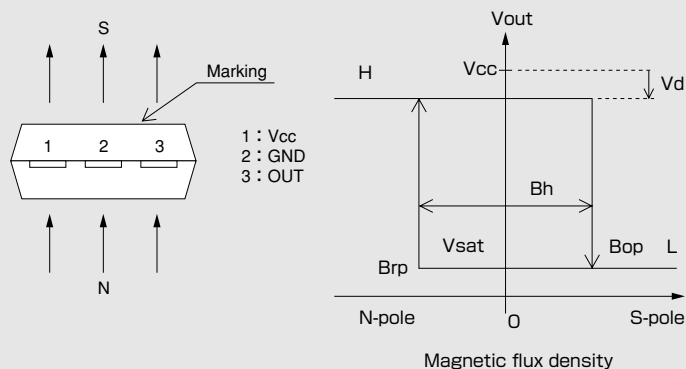 S
Marking
1 2 3
1：Vcc
2：GND
3：OUT
N
Vout
Vcc
H
Vd
Bh
Vsat
Bop
L
Brp
N-pole
O
S-pole
Magnetic flux density